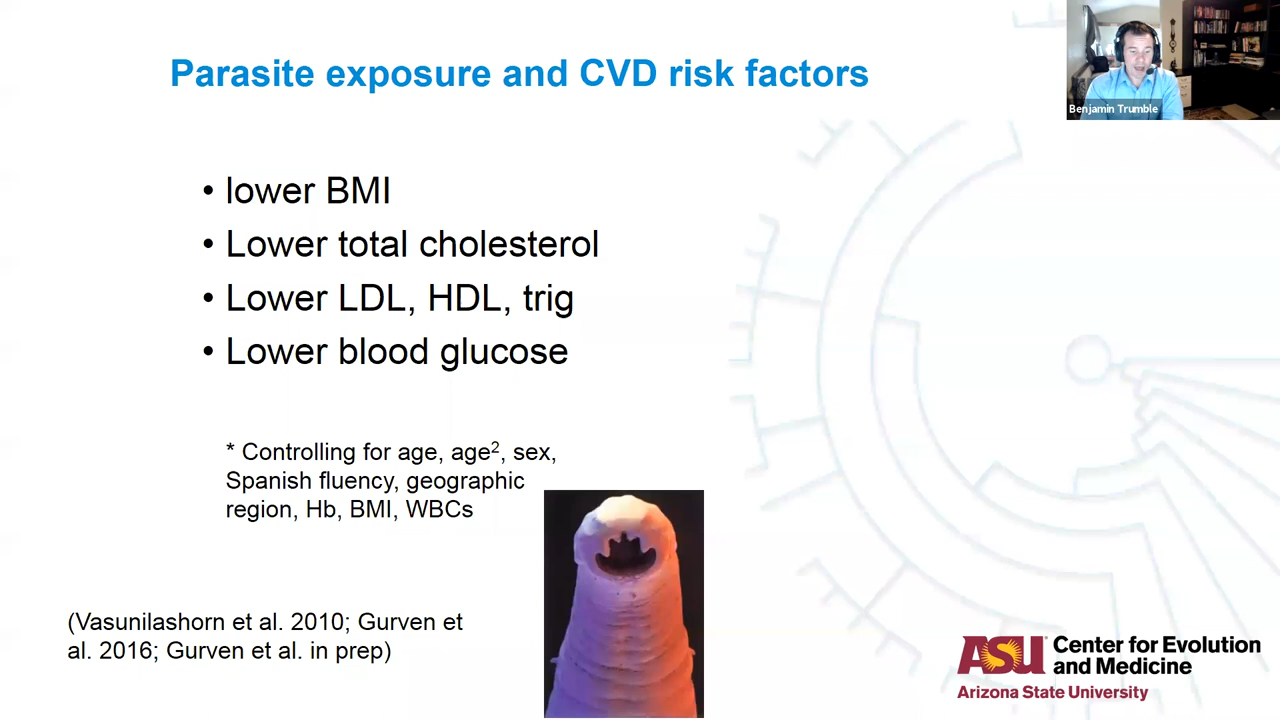 Parasite exposure and CVD risk factors
Benjamin Trumble
• lower BMI
• Lower total cholesterol
• Lower LDL, HDL, trig
• Lower blood glucose
* Controlling for age, age², sex,
Spanish fluency, geographic
region, Hb, BMI, WBCs
(Vasunilashorn et al. 2010; Gurven et
al. 2016; Gurven et al. in prep)
ASU Center for Evolution
and Medicine
Arizona State University